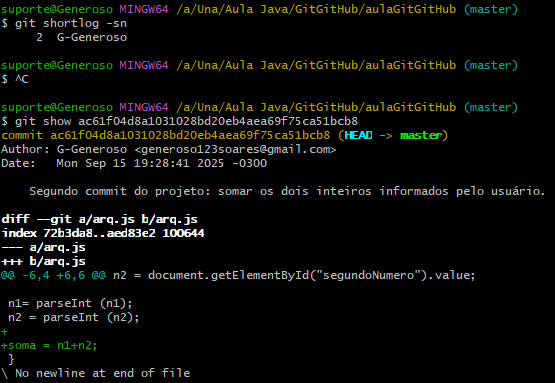 suporte@Generoso MINGW64 /a/Una/Aula Java/GitGitHub/aulaGitGitHub (master)
$ git shortlog -sn
     2  G-Generoso

suporte@Generoso MINGW64 /a/Una/Aula Java/GitGitHub/aulaGitGitHub (master)
$ ^C

suporte@Generoso MINGW64 /a/Una/Aula Java/GitGitHub/aulaGitGitHub (master)
$ git show ac61f04d8a1031028bd20eb4aea69f75ca51bcb8
commit ac61f04d8a1031028bd20eb4aea69f75ca51bcb8 (HEAD -> master)
Author: G-Generoso <generoso123soares@gmail.com>
Date:   Mon Sep 15 19:28:41 2025 -0300

    Segundo commit do projeto: somar os dois inteiros informados pelo usuário.

diff --git a/arq.js b/arq.js
index 72b3da8..aed83e2 100644
--- a/arq.js
+++ b/arq.js
@@ -6,4 +6,6 @@ n2 = document.getElementById("segundoNumero").value;

 n1= parseInt (n1);
 n2 = parseInt (n2);
+
+soma = n1+n2;
 }
\ No newline at end of file